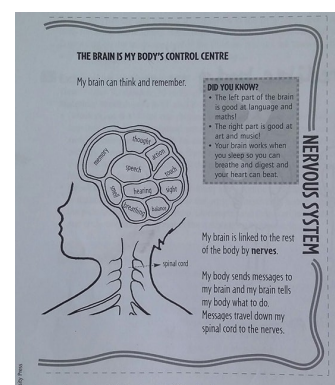 THE BRAIN IS MY BODY'S CONTROL CENTRE
My brain can think and remember.
DID YOU KNOW?
• The left part of the brain
is good at language and
maths!
• The right part is good at
art and music!
• Your brain works when
you sleep so you can
breathe and digest and
your heart can beat.
NERVOUS SYSTEM
memory
thought
action
speech
touch
smell
hearing
sight
breathing
balance
spinal cord
My brain is linked to the rest
of the body by nerves.
My body sends messages to
my brain and my brain tells
my body what to do.
Messages travel down my
spinal cord to the nerves.
Press